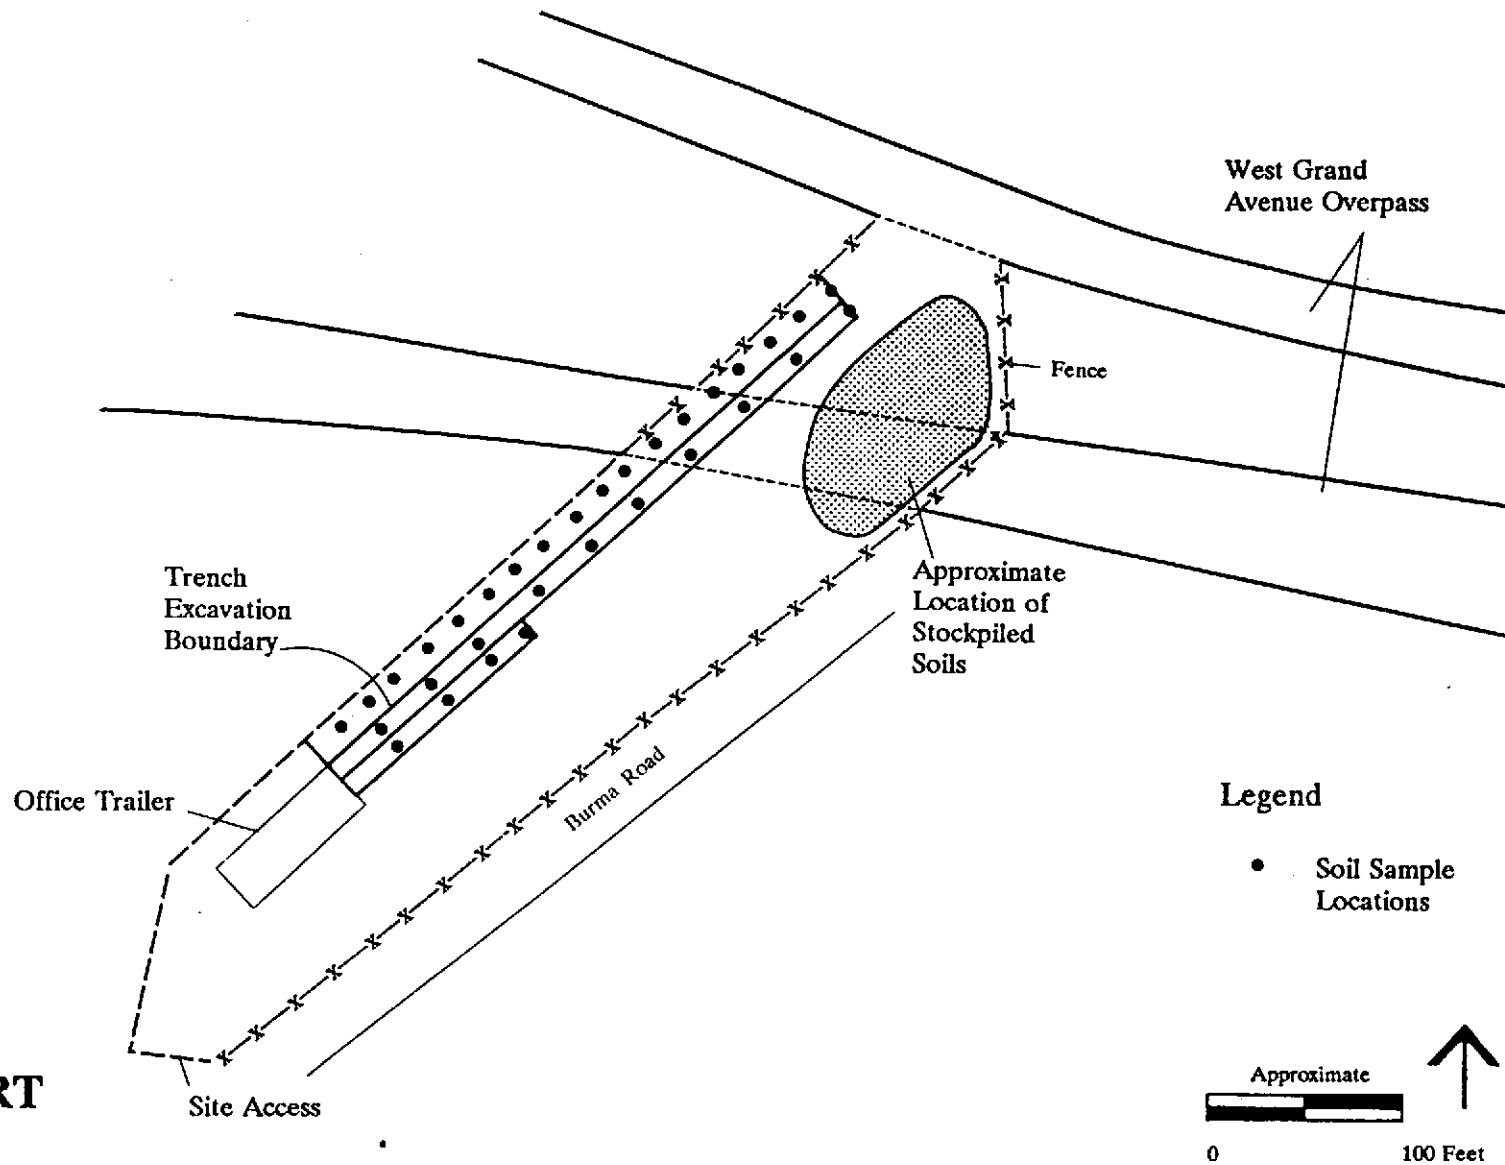 West Grand
Avenue Overpass
Fence
Trench
Excavation
Boundary
Approximate
Location of
Stockpiled
Soils
Office Trailer
Burma Road
Legend
Soil Sample
Locations
RT
Site Access
Approximate
0 100 Feet